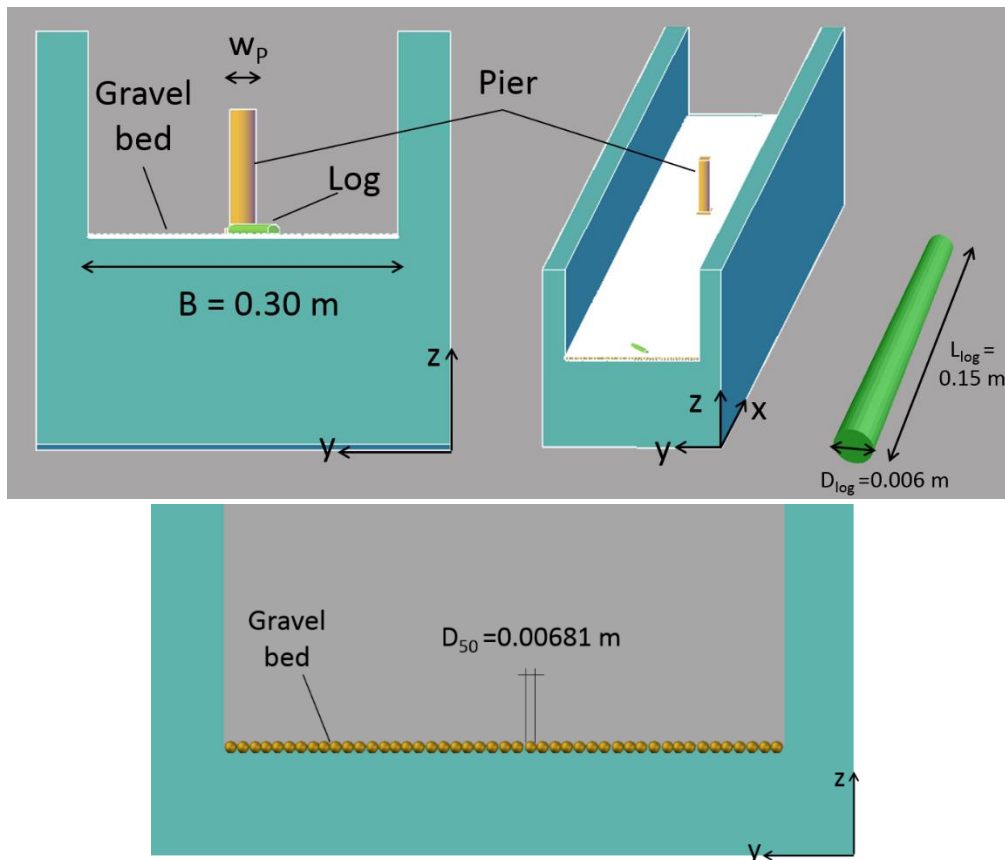 w_P
Gravel
bed
Pier
Log
B = 0.30 m
z
y
z
x
y
L_log =
0.15 m
D_log =0.006 m
Gravel
bed
D_50 =0.00681 m
z
y